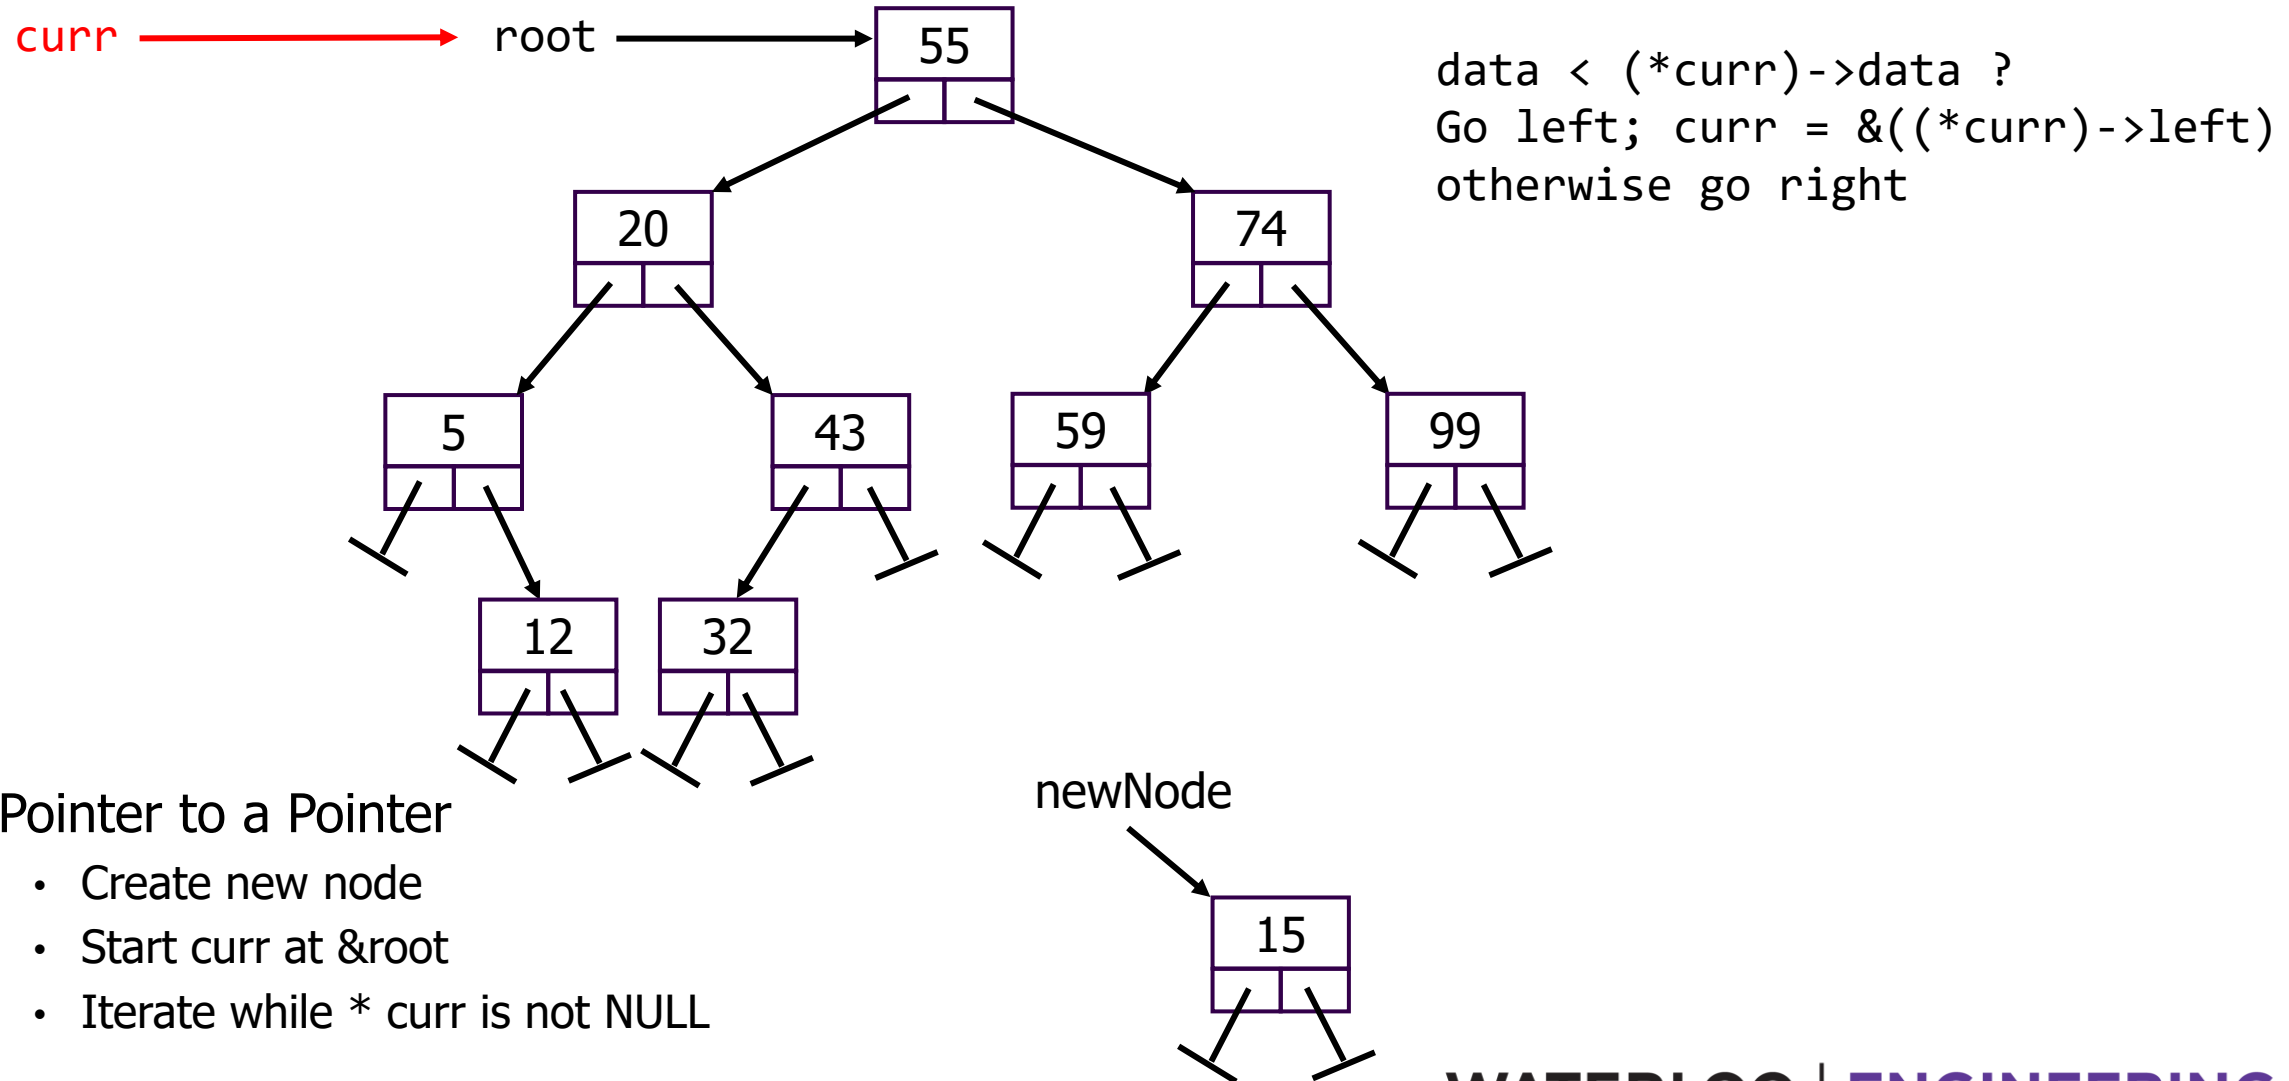 curr
root
55
data < (*curr)->data ?
Go left; curr = &((*curr)->left)
otherwise go right
20
74
5
43
59
99
12
32
Pointer to a Pointer
• Create new node
• Start curr at &root
• Iterate while * curr is not NULL
newNode
15
WATERLOO | ENGINEERING